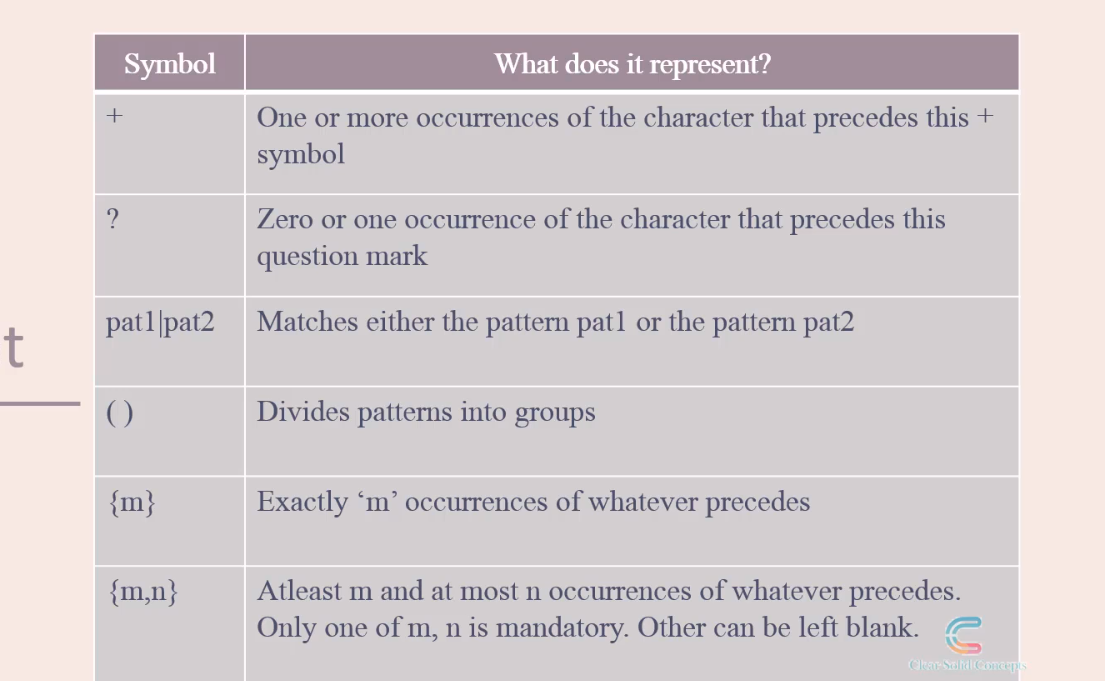 Symbol What does it represent?
+ One or more occurrences of the character that precedes this +
symbol
? Zero or one occurrence of the character that precedes this
question mark
pat1|pat2 Matches either the pattern pat1 or the pattern pat2
t
( ) Divides patterns into groups
{m} Exactly ‘m’ occurrences of whatever precedes
{m,n} Atleast m and at most n occurrences of whatever precedes.
Only one of m, n is mandatory. Other can be left blank.
Clear-Solid Concepts